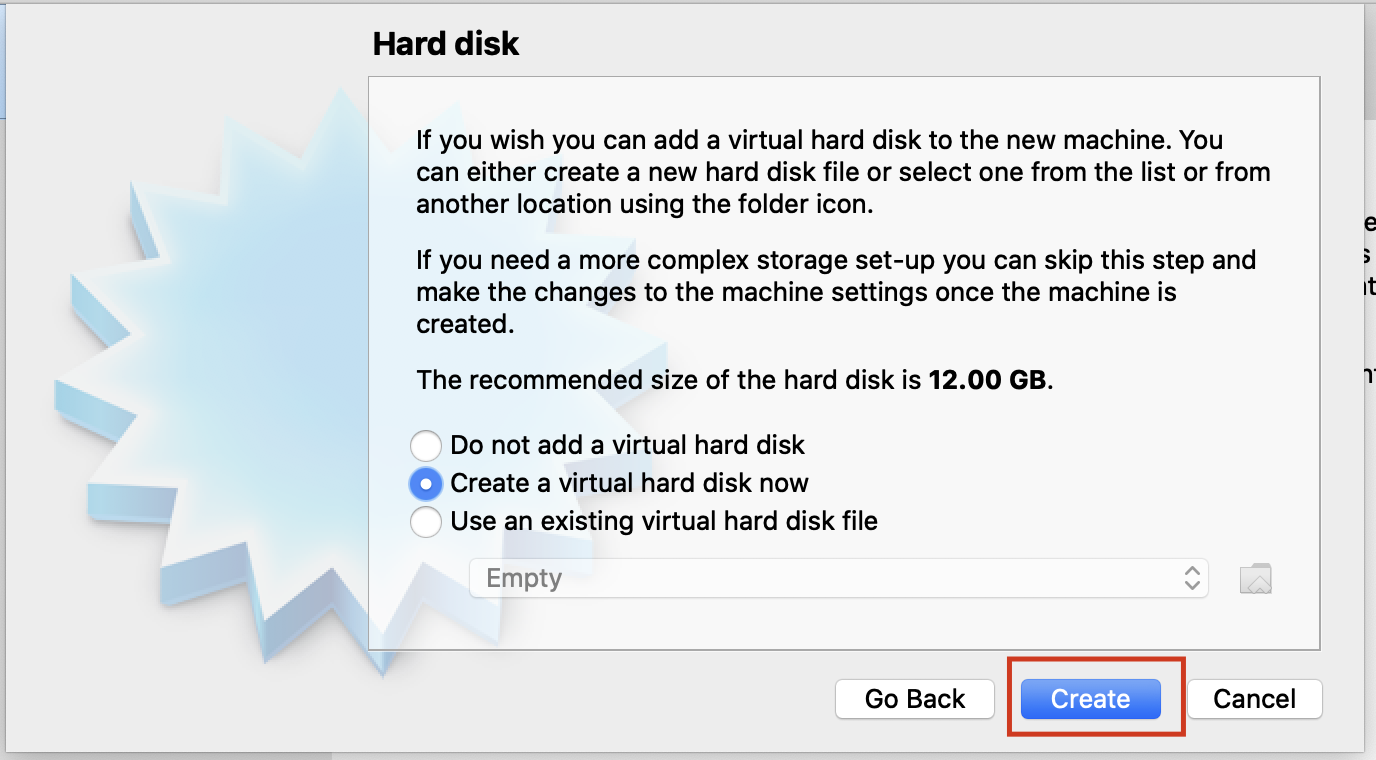 Hard disk
If you wish you can add a virtual hard disk to the new machine. You
can either create a new hard disk file or select one from the list or from
another location using the folder icon.
If you need a more complex storage set-up you can skip this step and
make the changes to the machine settings once the machine is
created.
The recommended size of the hard disk is 12.00 GB.
Do not add a virtual hard disk
Create a virtual hard disk now
Use an existing virtual hard disk file
Empty
Go Back
Create
Cancel